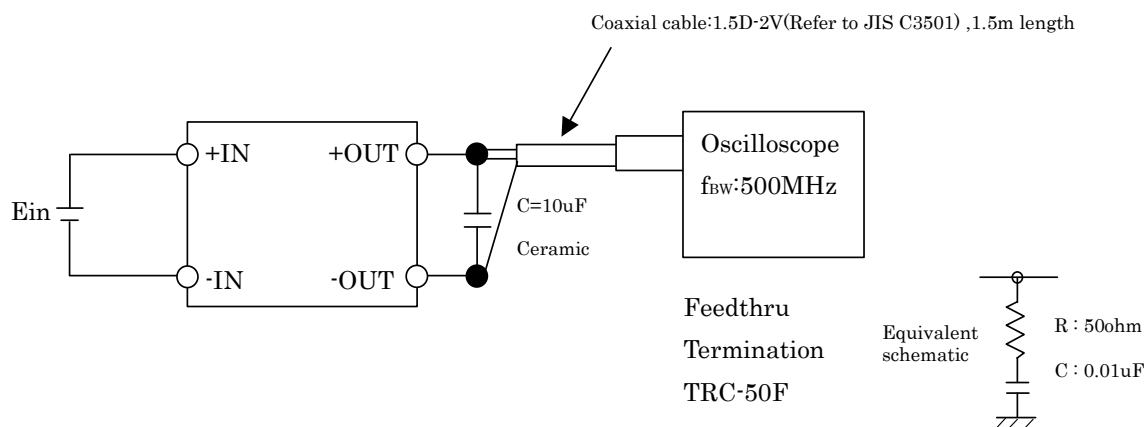 Coaxial cable:1.5D-2V(Refer to JIS C3501) ,1.5m length
+IN
+OUT
Oscilloscope
fBW:500MHz
Ein
C=10uF
Ceramic
-IN
-OUT
Feedthru
Termination
TRC-50F
Equivalent
schematic
R : 50ohm
C : 0.01uF